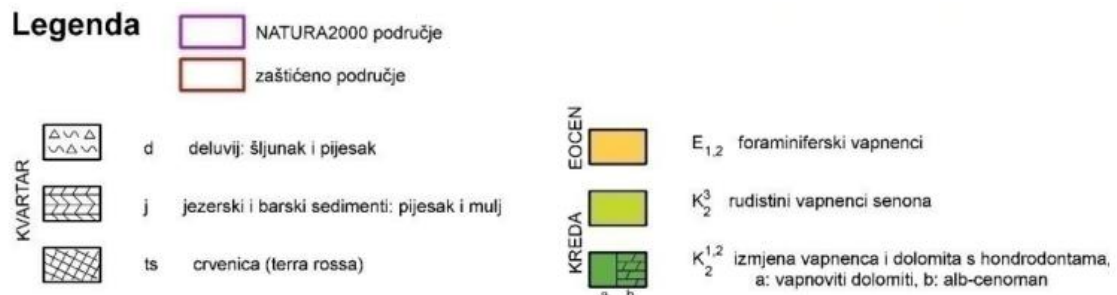 Legenda
NATURA2000 područje
zaštićeno područje
KVARTAR
d deluvij: šljunak i pijesak
j jezerski i barski sedimenti: pijesak i mulj
ts crvenica (terra rossa)
EOCEN
E1,2 foraminiferski vapnenci
KREDA
K2^3 rudistini vapnenci senona
K2^1,2 izmjena vapnenca i dolomita s hondrodontama,
a: vapnoviti dolomiti, b: alb-cenoman
a b